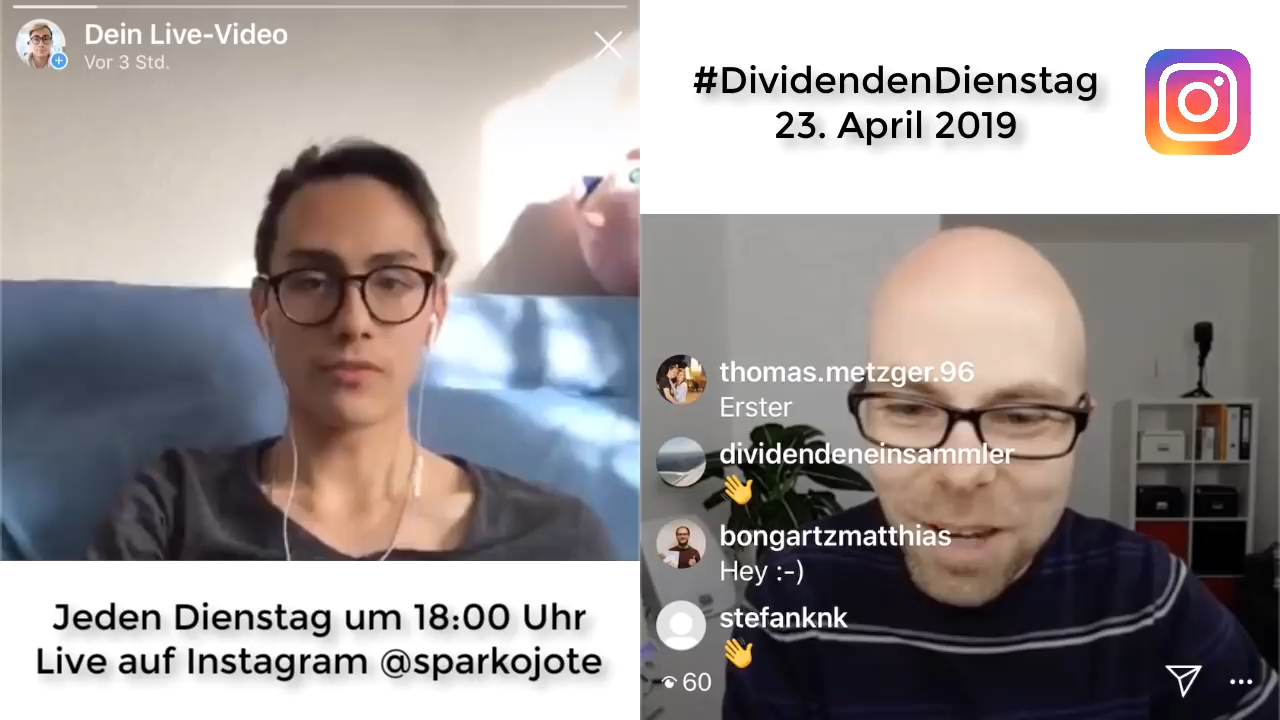 Dein Live-Video
Vor 3 Std.
#DividendenDienstag
23. April 2019
thomas.metzger.96
Erster
dividendeneinsammler
👋
bongartzmatthias
Hey :-)
stefanknk
👋
60
Jeden Dienstag um 18:00 Uhr
Live auf Instagram @sparkojote